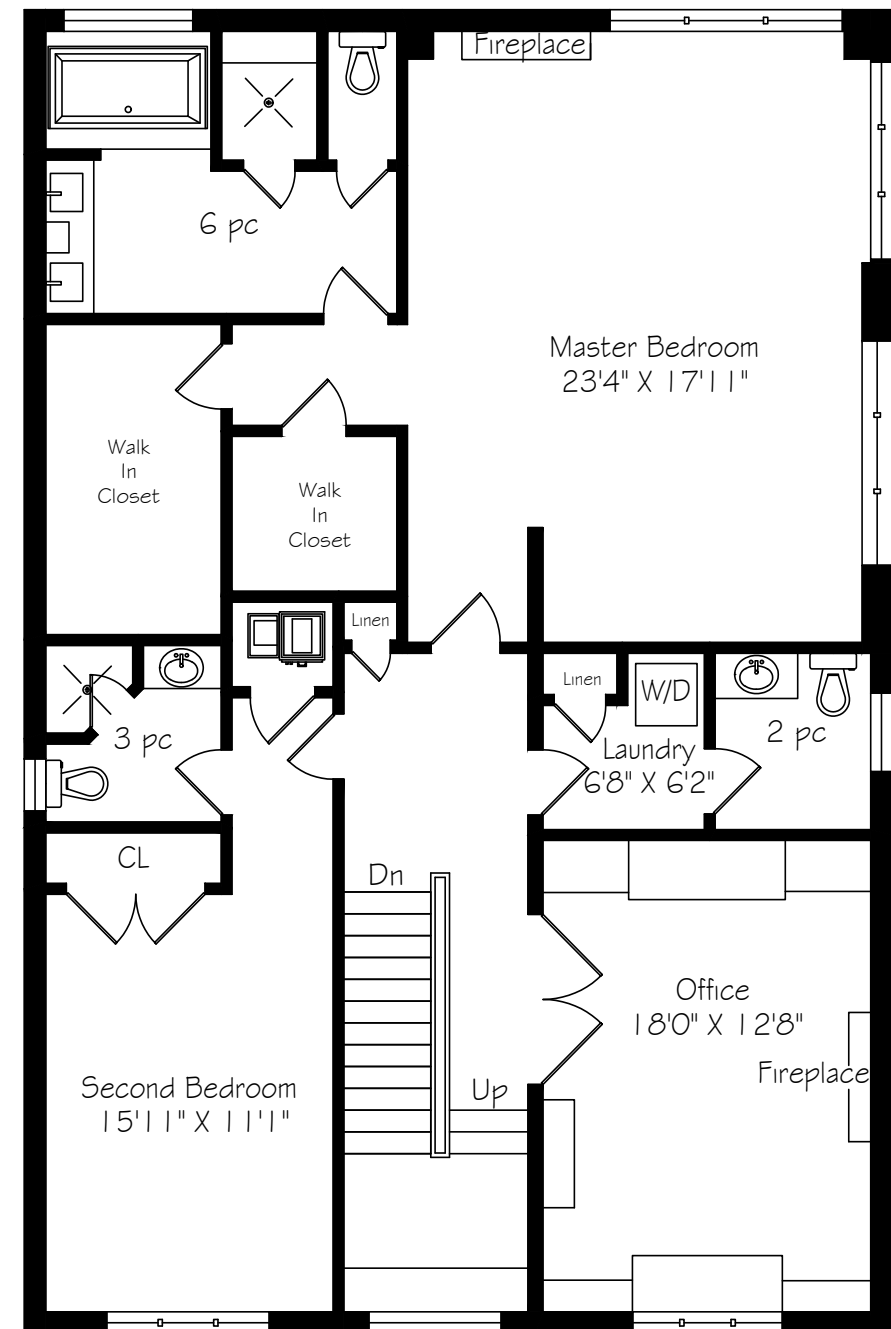 Fireplace
6 pc
Master Bedroom
23'4" X 17'11"
Walk
In
Closet
Walk
In
Closet
Linen
Linen
W/D
3 pc
2 pc
Laundry
6'8" X 6'2"
CL
Dn
Office
18'0" X 12'8"
Fireplace
Second Bedroom
15'11" X 11'1"
Up